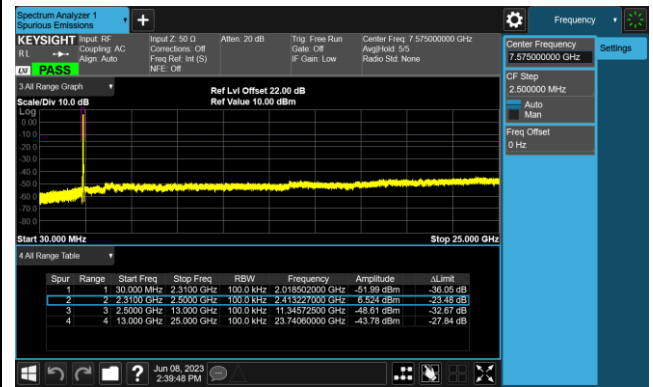 Spectrum Analyzer 1
Spurious Emissions
Frequency
KEYSIGHT Input: RF Input Z: 50 Ω Atten: 20 dB Trig: Free Run Center Freq: 7.575000000 GHz
RL Coupling: AC Corrections: Off Gate: Off Avg|Hold: 5/5
Align: Auto Freq Ref: Int (S) IF Gain: Low Radio Std: None
LXI PASS NFE: Off
Center Frequency
7.575000000 GHz
Settings
CF Step
2.500000 MHz
Auto
Man
Freq Offset
0 Hz
3 All Range Graph
Ref Lvl Offset 22.00 dB
Scale/Div 10.0 dB Ref Value 10.00 dBm
Log
0.00
-10.0
-20.0
-30.0
-40.0
-50.0
-60.0
-70.0
-80.0
Start 30.000 MHz Stop 25.000 GHz
4 All Range Table
Spur Range Start Freq Stop Freq RBW Frequency Amplitude ΔLimit
1 1 30.000 MHz 2.3100 GHz 100.0 kHz 2.018502000 GHz -51.99 dBm -36.05 dB
2 2 2.3100 GHz 2.5000 GHz 100.0 kHz 2.413227000 GHz 6.524 dBm -23.48 dB
3 3 2.5000 GHz 13.000 GHz 100.0 kHz 11.34572500 GHz -48.61 dBm -32.67 dB
4 4 13.000 GHz 25.000 GHz 100.0 kHz 23.74060000 GHz -43.78 dBm -27.84 dB
Jun 08, 2023
2:39:48 PM